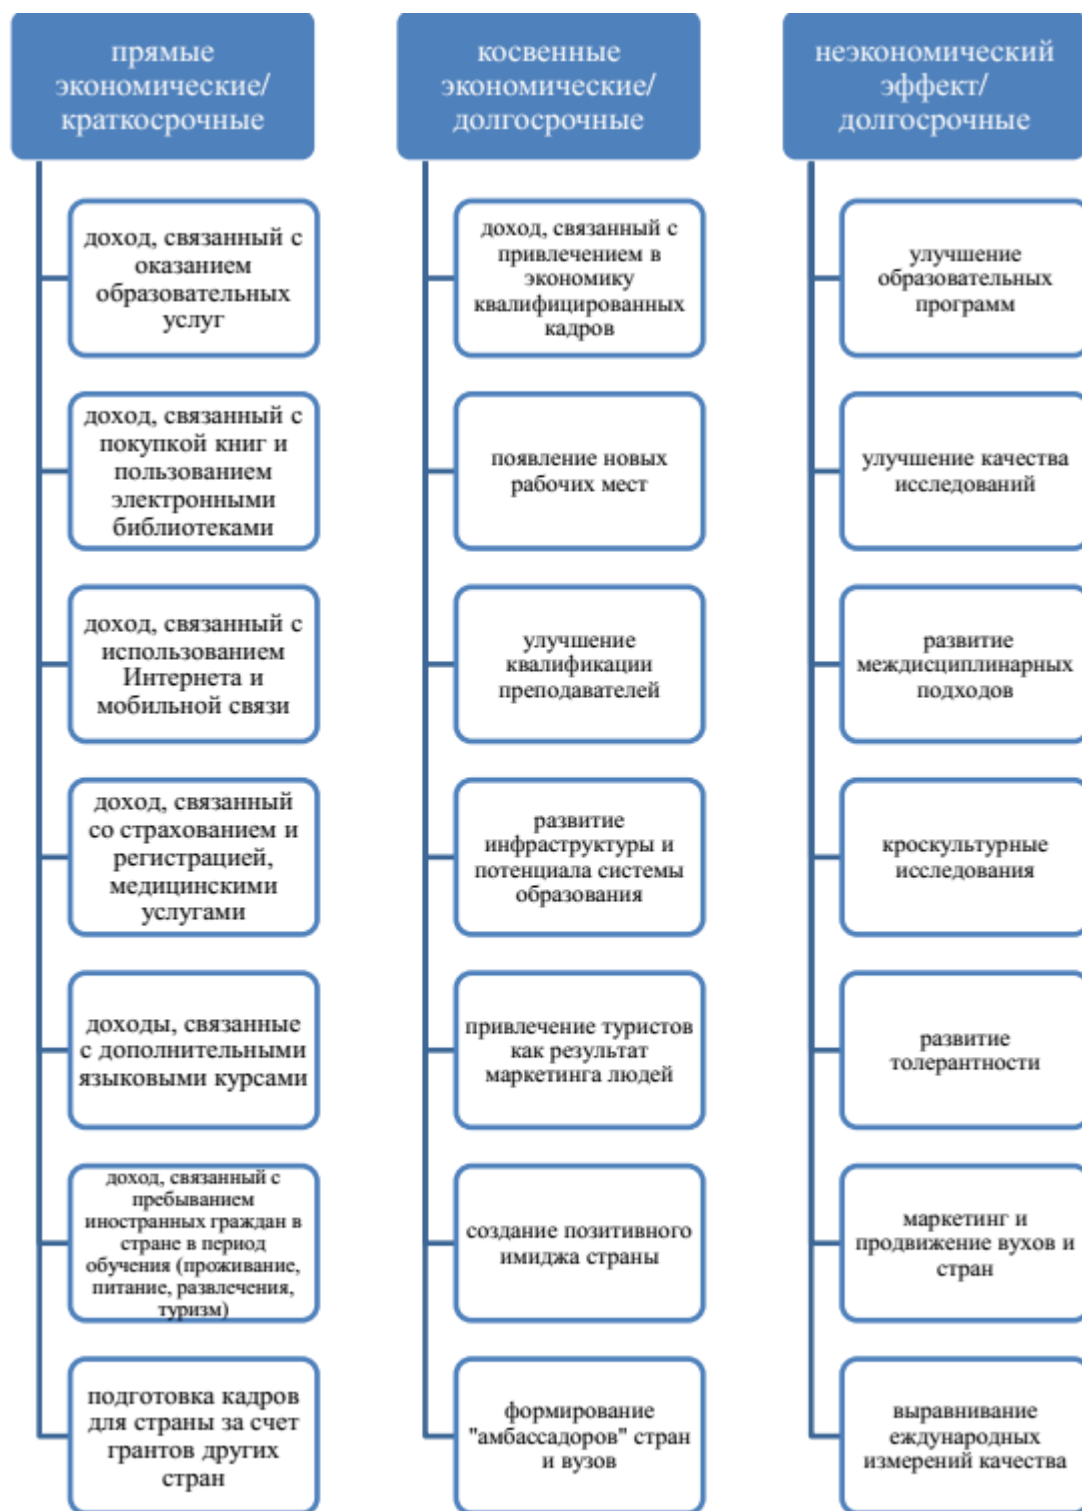 прямые
экономические/
краткосрочные
доход, связанный с
оказанием
образовательных
услуг
доход, связанный с
покупкой книг и
пользованием
электронными
библиотеками
доход, связанный с
использованием
Интернета и
мобильной связи
доход, связанный
со страхованием и
регистрацией,
медицинскими
услугами
доходы, связанные
с дополнительными
языковыми курсами
доход, связанный с
пребыванием
иностранных граждан в
стране в период
обучения (проживание,
питание, развлечения,
туризм)
подготовка кадров
для страны за счет
грантов других
стран
косвенные
экономические/
долгосрочные
доход, связанный с
привлечением в
экономику
квалифицированных
кадров
появление новых
рабочих мест
улучшение
квалификации
преподавателей
развитие
инфраструктуры и
потенциала системы
образования
привлечение туристов
как результат
маркетинга людей
создание позитивного
имиджа страны
формирование
"амбассадоров" стран
и вузов
неэкономический
эффект/
долгосрочные
улучшение
образовательных
программ
улучшение качества
исследований
развитие
междисциплинарных
подходов
кроскультурные
исследования
развитие
толерантности
маркетинг и
продвижение вухов и
стран
выравнивание
еждународных
измерений качества